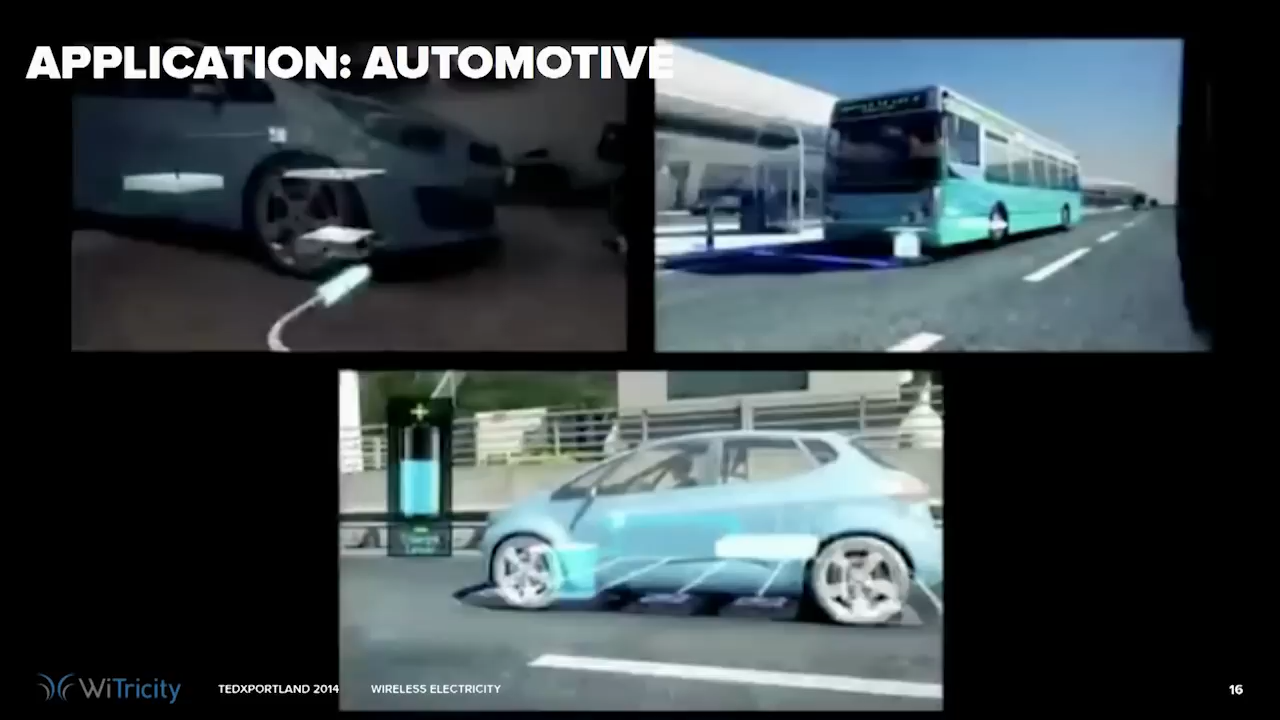 APPLICATION: AUTOMOTIVE
WiTricity
TEDXPORTLAND 2014
WIRELESS ELECTRICITY
16